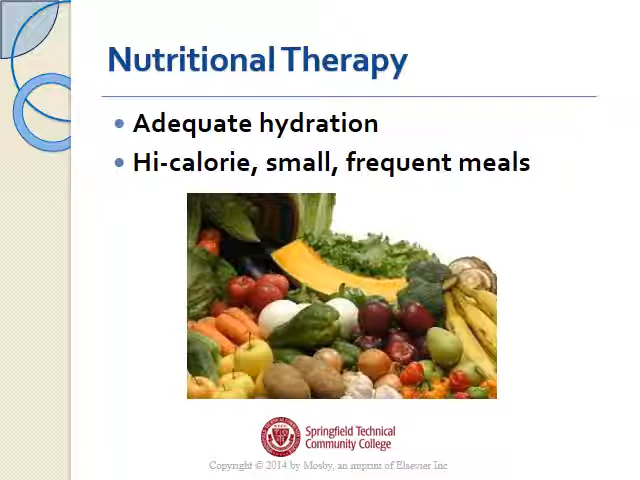 Nutritional Therapy
Adequate hydration
Hi-calorie, small, frequent meals
Springfield Technical
Community College
Copyright © 2014 by Mosby, an imprint of Elsevier Inc